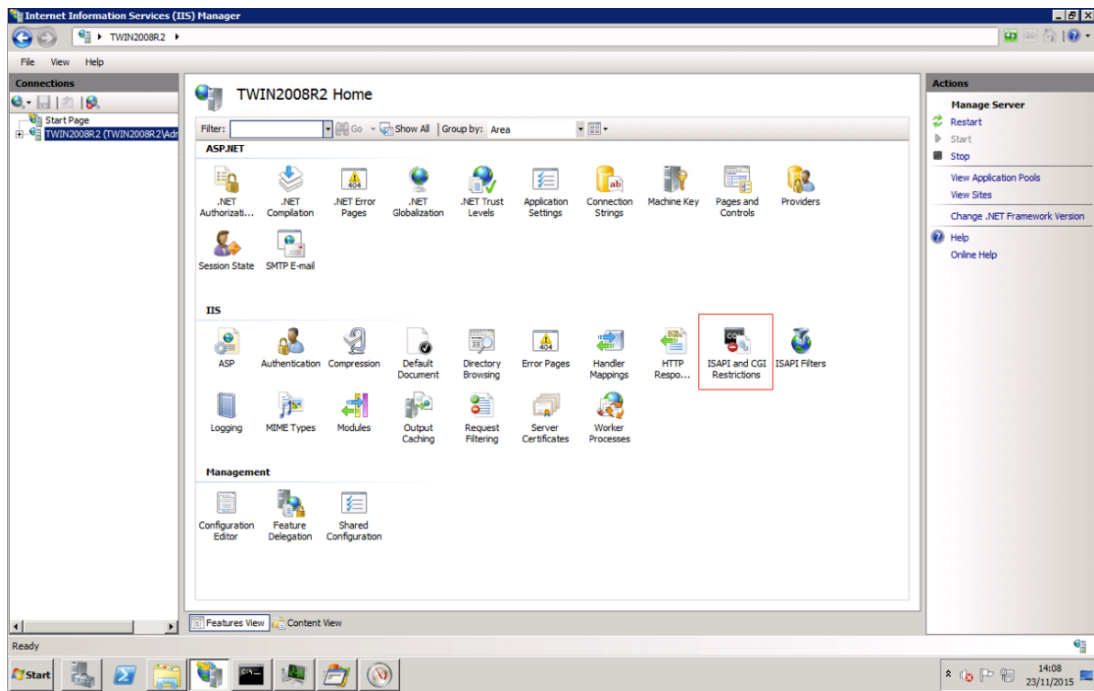 Internet Information Services (IIS) Manager
TWIN2008R2
File View Help
Connections
Start Page
TWIN2008R2 (TWIN2008R2\Adr
TWIN2008R2 Home
Filter: Go Show All Group by: Area
ASP.NET
.NET Authorizati...
.NET Compilation
.NET Error Pages
.NET Globalization
.NET Trust Levels
Application Settings
Connection Strings
Machine Key
Pages and Controls
Providers
Session State
SMTP E-mail
IIS
ASP
Authentication
Compression
Default Document
Directory Browsing
Error Pages
Handler Mappings
HTTP Respo...
ISAPI and CGI Restrictions
ISAPI Filters
Logging
MIME Types
Modules
Output Caching
Request Filtering
Server Certificates
Worker Processes
Management
Configuration Editor
Feature Delegation
Shared Configuration
Features View Content View
Actions
Manage Server
Restart
Start
Stop
View Application Pools
View Sites
Change .NET Framework Version
Help
Online Help
Ready
Start
14:08
23/11/2015